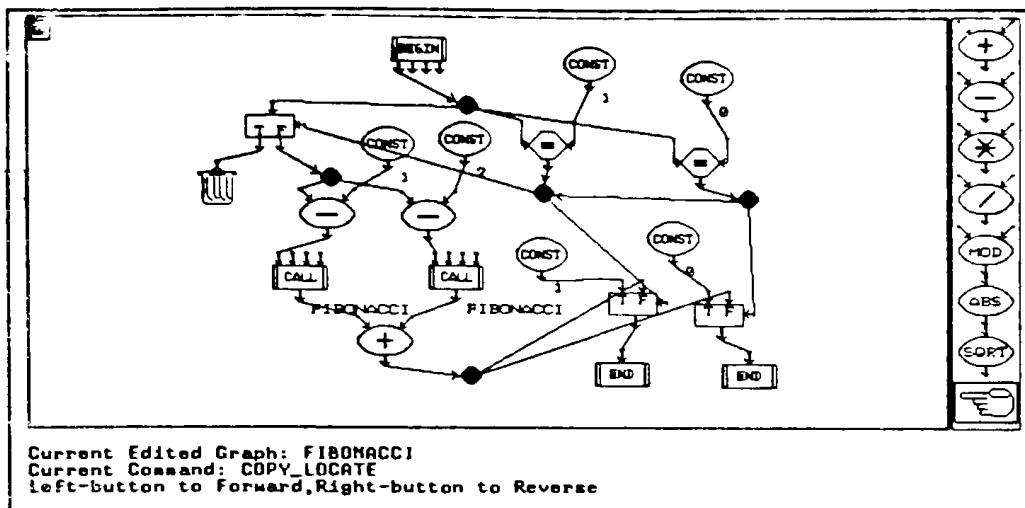 BEGIN
CONST
1
CONST
0
+
T F
CONST
1
CONST
2
=
=
−
*
−
−
/
MOD
CONST
1
CONST
0
CALL
CALL
FIBONACCI
FIBONACCI
T F
T F
ABS
+
SQRT
END
END
Current Edited Graph: FIBONACCI
Current Command: COPY_LOCATE
Left-button to Forward,Right-button to Reverse